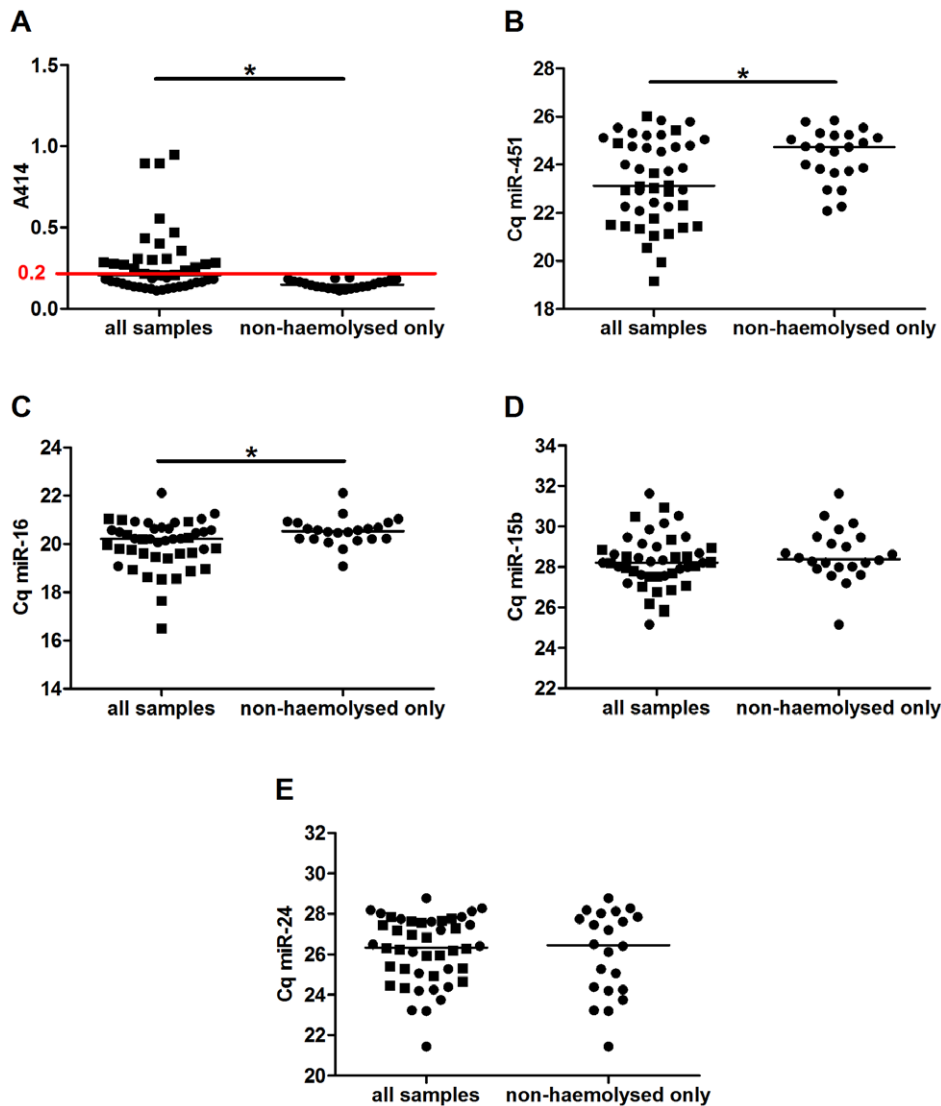 A
*
1.5
1.0
0.5
0.2
0.0
A414
all samples
non-haemolysed only
B
*
28
26
24
22
20
18
Cq miR-451
all samples
non-haemolysed only
C
*
24
22
20
18
16
14
Cq miR-16
all samples
non-haemolysed only
D
34
32
30
28
26
24
22
Cq miR-15b
all samples
non-haemolysed only
E
32
30
28
26
24
22
20
Cq miR-24
all samples
non-haemolysed only